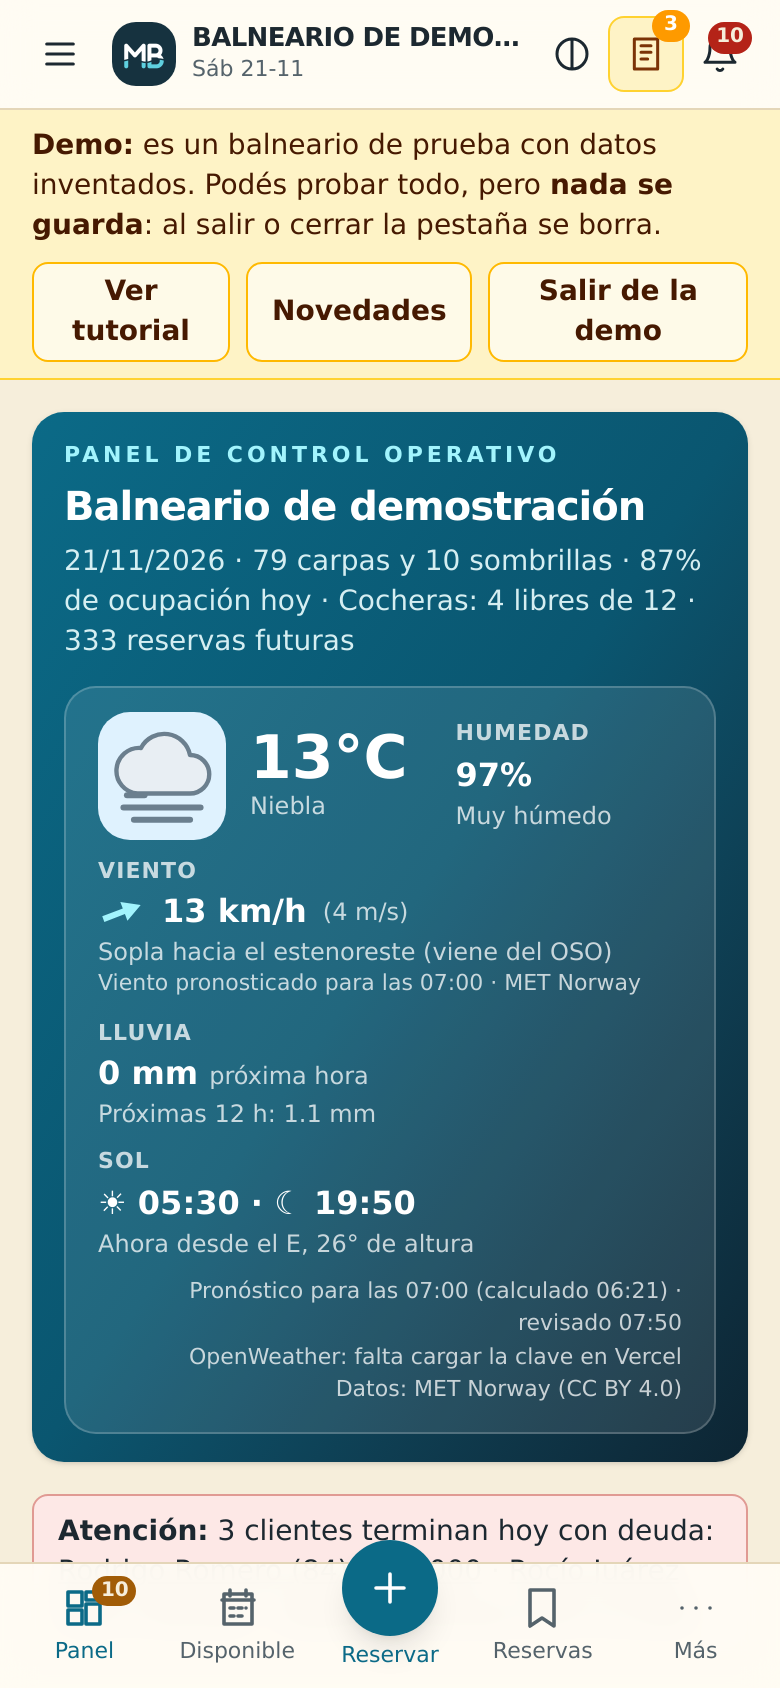 MB
BALNEARIO DE DEMO...
Sáb 21-11
3
10
Demo: es un balneario de prueba con datos
inventados. Podés probar todo, pero nada se
guarda: al salir o cerrar la pestaña se borra.
Ver
tutorial
Novedades
Salir de la
demo
PANEL DE CONTROL OPERATIVO
Balneario de demostración
21/11/2026 · 79 carpas y 10 sombrillas · 87%
de ocupación hoy · Cocheras: 4 libres de 12 ·
333 reservas futuras
13°C
Niebla
HUMEDAD
97%
Muy húmedo
VIENTO
13 km/h (4 m/s)
Sopla hacia el estenoreste (viene del OSO)
Viento pronosticado para las 07:00 · MET Norway
LLUVIA
0 mm próxima hora
Próximas 12 h: 1.1 mm
SOL
☀ 05:30 · ☾ 19:50
Ahora desde el E, 26° de altura
Pronóstico para las 07:00 (calculado 06:21) ·
revisado 07:50
OpenWeather: falta cargar la clave en Vercel
Datos: MET Norway (CC BY 4.0)
Atención: 3 clientes terminan hoy con deuda:
10
Panel
Disponible
Reservar
Reservas
Más